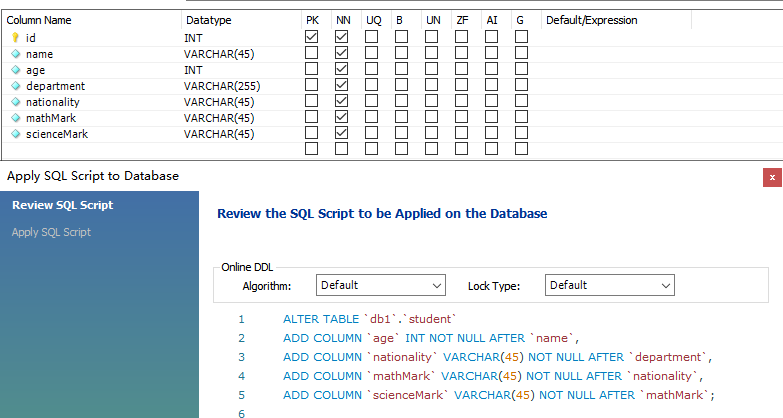 Column Name Datatype PK NN UQ B UN ZF AI G Default/Expression
id INT
name VARCHAR(45)
age INT
department VARCHAR(255)
nationality VARCHAR(45)
mathMark VARCHAR(45)
scienceMark VARCHAR(45)
Apply SQL Script to Database x
Review SQL Script
Apply SQL Script
Review the SQL Script to be Applied on the Database
Online DDL
Algorithm: Default Lock Type: Default
1 ALTER TABLE `db1`.`student`
2 ADD COLUMN `age` INT NOT NULL AFTER `name`,
3 ADD COLUMN `nationality` VARCHAR(45) NOT NULL AFTER `department`,
4 ADD COLUMN `mathMark` VARCHAR(45) NOT NULL AFTER `nationality`,
5 ADD COLUMN `scienceMark` VARCHAR(45) NOT NULL AFTER `mathMark`;
6